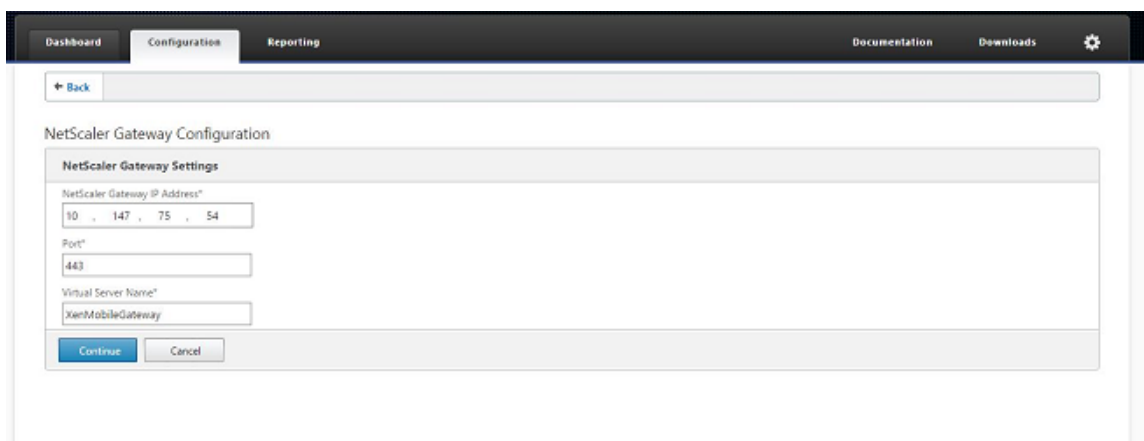 Dashboard Configuration Reporting Documentation Downloads
Back
NetScaler Gateway Configuration
NetScaler Gateway Settings
NetScaler Gateway IP Address*
10 . 147 . 75 . 54
Port*
443
Virtual Server Name*
XenMobileGateway
Continue Cancel